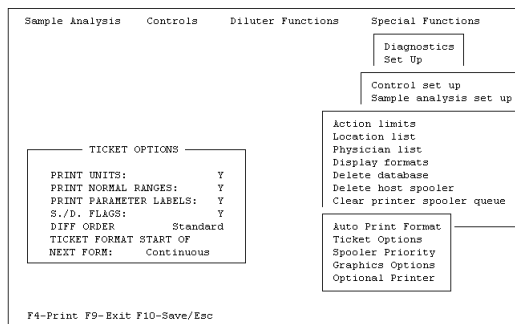 Sample Analysis Controls Diluter Functions Special Functions
Diagnostics
Set Up
Control set up
Sample analysis set up
Action limits
Location list
Physician list
Display formats
Delete database
Delete host spooler
Clear printer spooler queue
TICKET OPTIONS
PRINT UNITS: Y
PRINT NORMAL RANGES: Y
PRINT PARAMETER LABELS: Y
S./D. FLAGS: Y
DIFF ORDER Standard
TICKET FORMAT START OF
NEXT FORM: Continuous
Auto Print Format
Ticket Options
Spooler Priority
Graphics Options
Optional Printer
F4-Print F9-Exit F10-Save/Esc